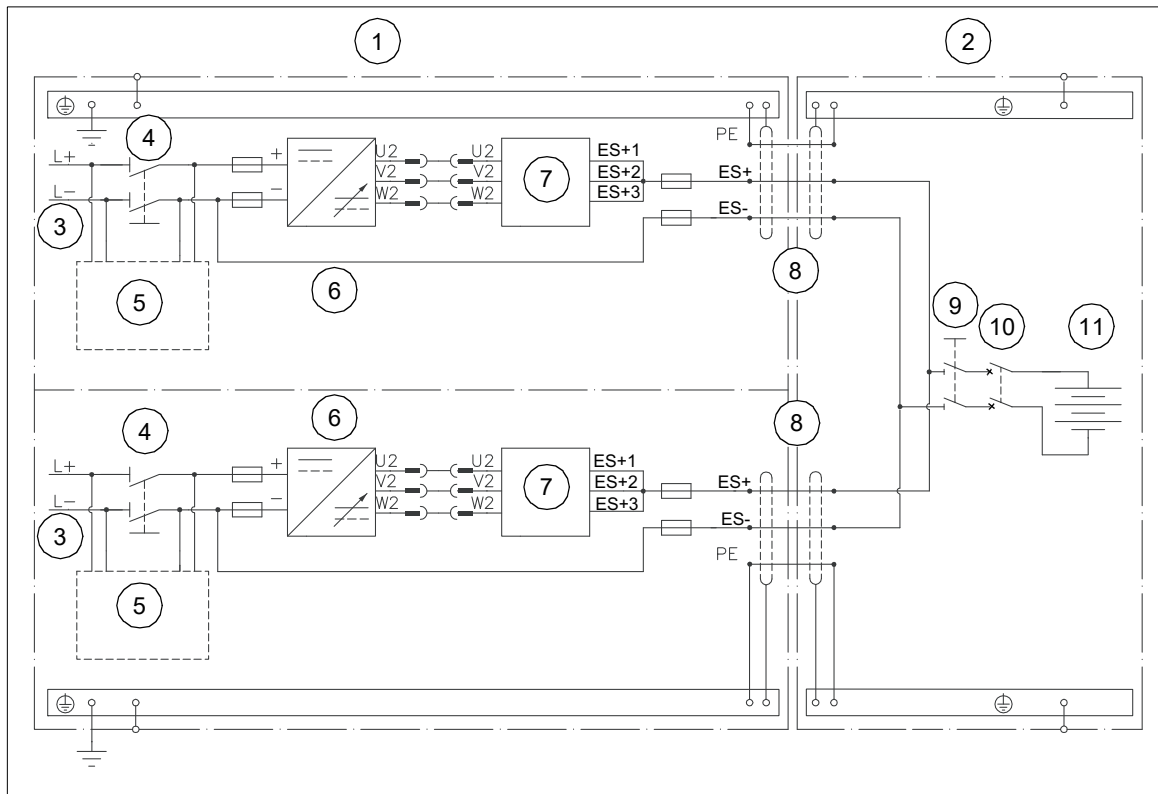 1 2
4
PE
L+ + U2 U2 ES+1
V2 V2 7 ES+2 ES+
L- - W2 W2 ES+3
3 ES-
5 6 8
9 10 11
4 6 8
L+ + U2 U2 ES+1
V2 V2 7 ES+2 ES+
L- - W2 W2 ES+3
3 ES-
PE
5